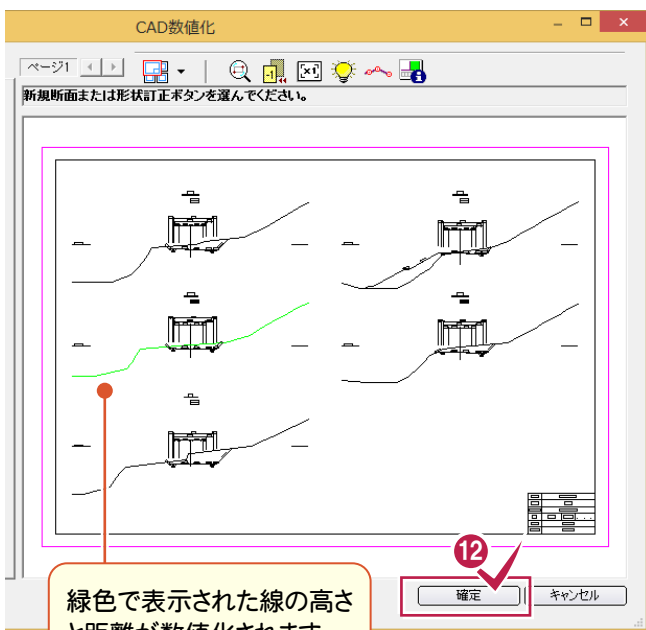 CAD数値化
ページ1
新規断面または形状訂正ボタンを選んでください。
12
確定
キャンセル
緑色で表示された線の高さ
と距離が数値化されます